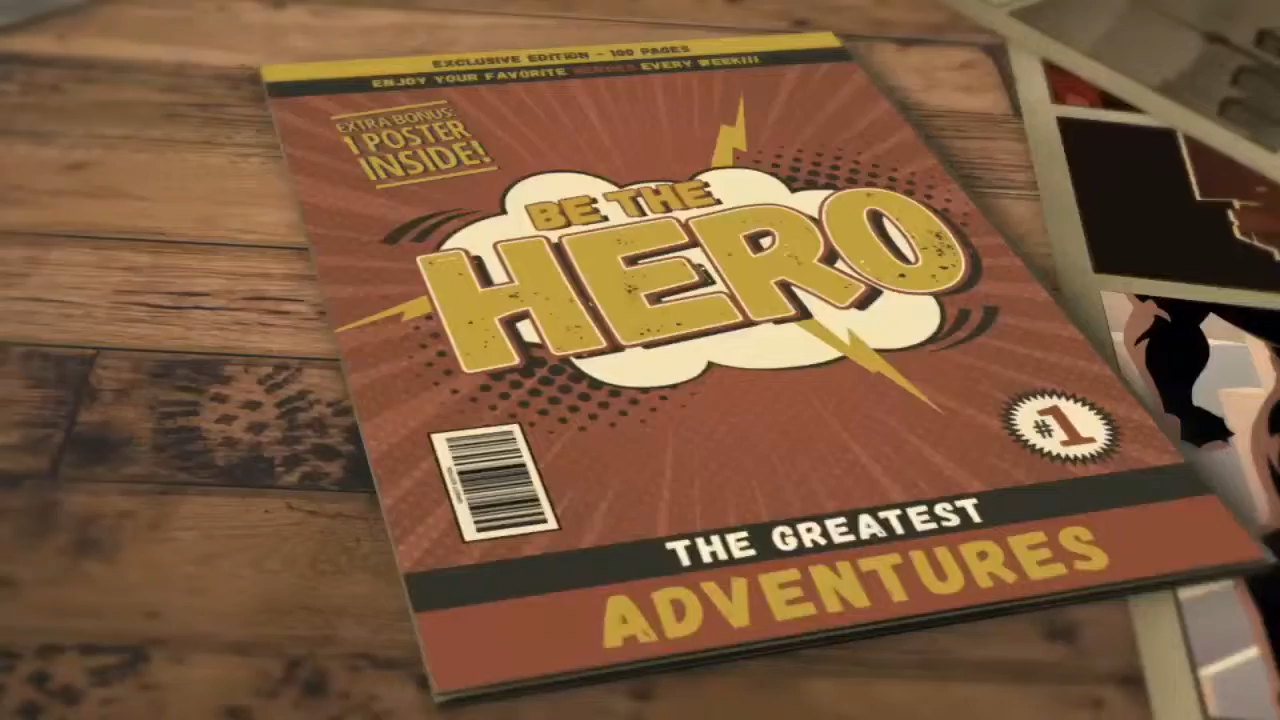 EXCLUSIVE EDITION - 100 PAGES
ENJOY YOUR FAVORITE EVERY WEEK!!!
EXTRA BONUS:
1 POSTER
INSIDE!
BE THE
HERO
#1
THE GREATEST
ADVENTURES